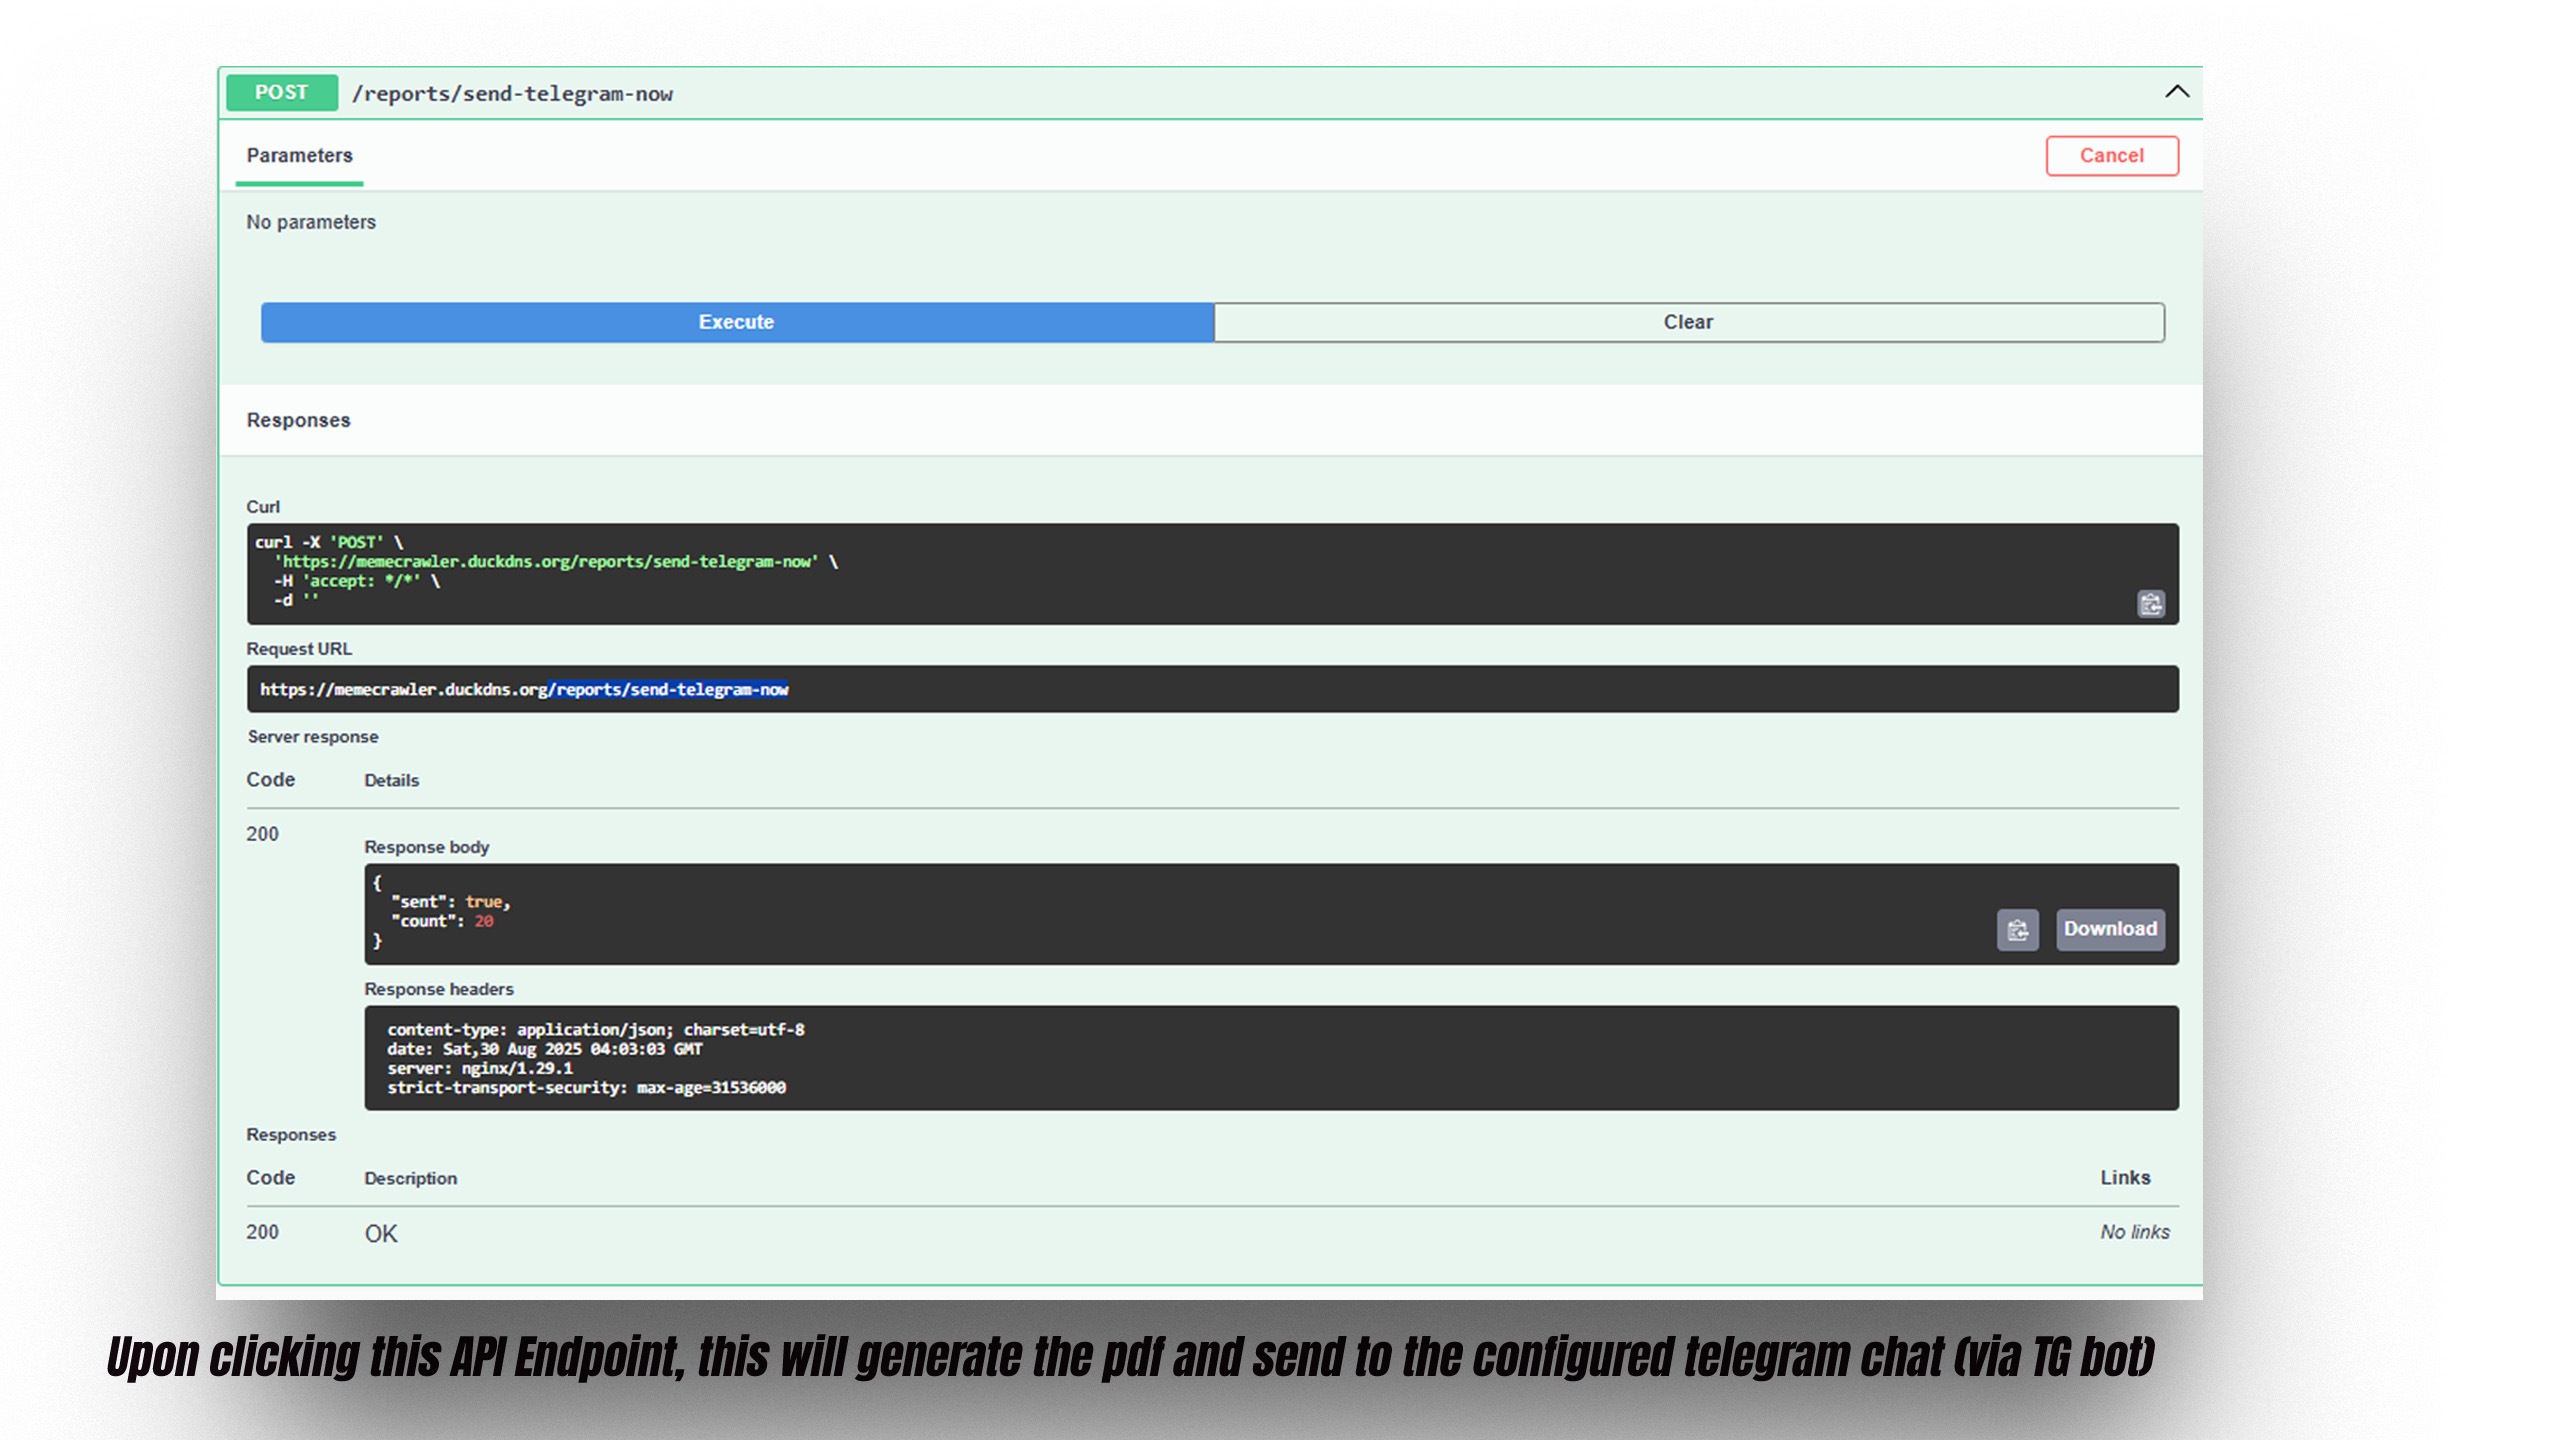 POST /reports/send-telegram-now
Parameters
Cancel
No parameters
Execute
Clear
Responses
Curl
curl -X 'POST' \
'https://memecrawler.duckdns.org/reports/send-telegram-now' \
-H 'accept: */*' \
-d ''
Request URL
https://memecrawler.duckdns.org/reports/send-telegram-now
Server response
Code Details
200
Response body
{
"sent": true,
"count": 20
}
Download
Response headers
content-type: application/json; charset=utf-8
date: Sat,30 Aug 2025 04:03:03 GMT
server: nginx/1.29.1
strict-transport-security: max-age=31536000
Responses
Code Description Links
200 OK No links
Upon clicking this API Endpoint, this will generate the pdf and send to the configured telegram chat (via TG bot)